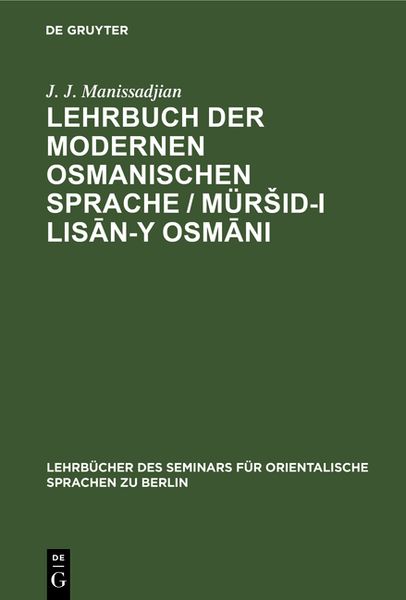 DE GRUYTER
J. J. Manissadjian
LEHRBUCH DER
MODERNEN
OSMANISCHEN
SPRACHE / MÜRŠID-I
LISĀN-Y OSMĀNI
LEHRBÜCHER DES SEMINARS FÜR ORIENTALISCHE
SPRACHEN ZU BERLIN
DE
G